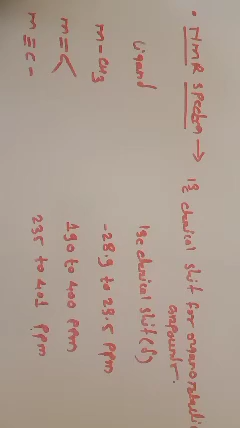 • NMR spectra → 13C chemical shift for organometallic
compound.
Ligand 13C chemical shift (δ)
m-CH3 -28.9 to 23.5 ppm
m=C< 190 to 400 ppm
m≡C- 235 to 401 ppm